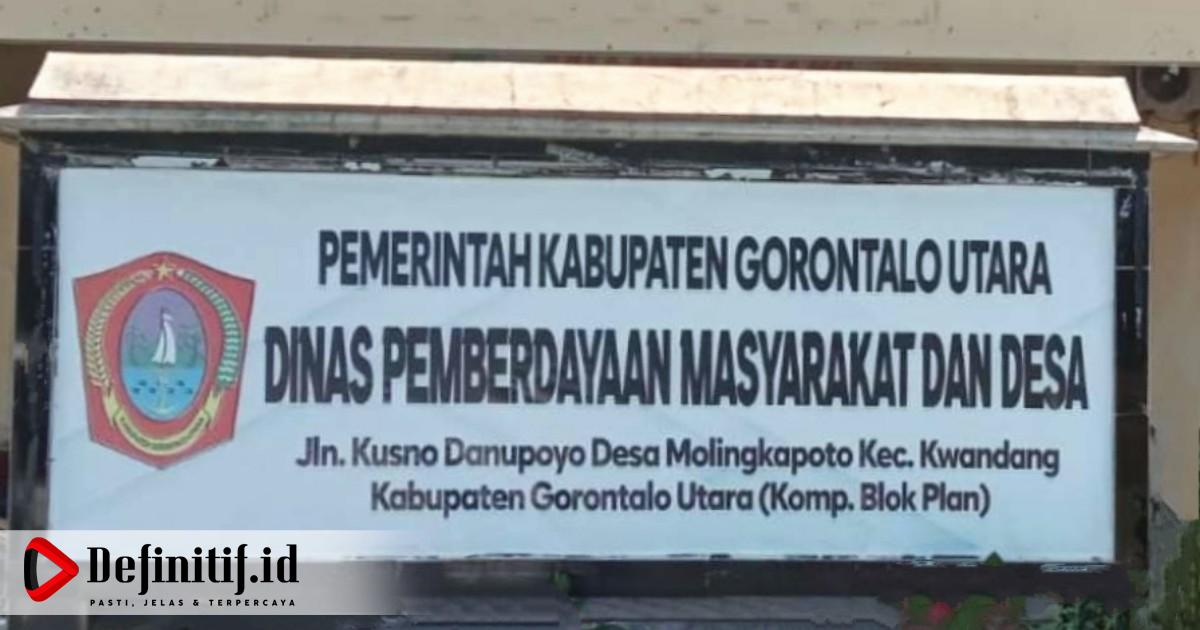 PEMERINTAH KABUPATEN GORONTALO UTARA
DINAS PEMBERDAYAAN MASYARAKAT DAN DESA
Jln. Kusno Danupoyo Desa Molingkapoto Kec. Kwandang
Kabupaten Gorontalo Utara (Komp. Blok Plan)
Definitif.id
PASTI, JELAS & TERPERCAYA